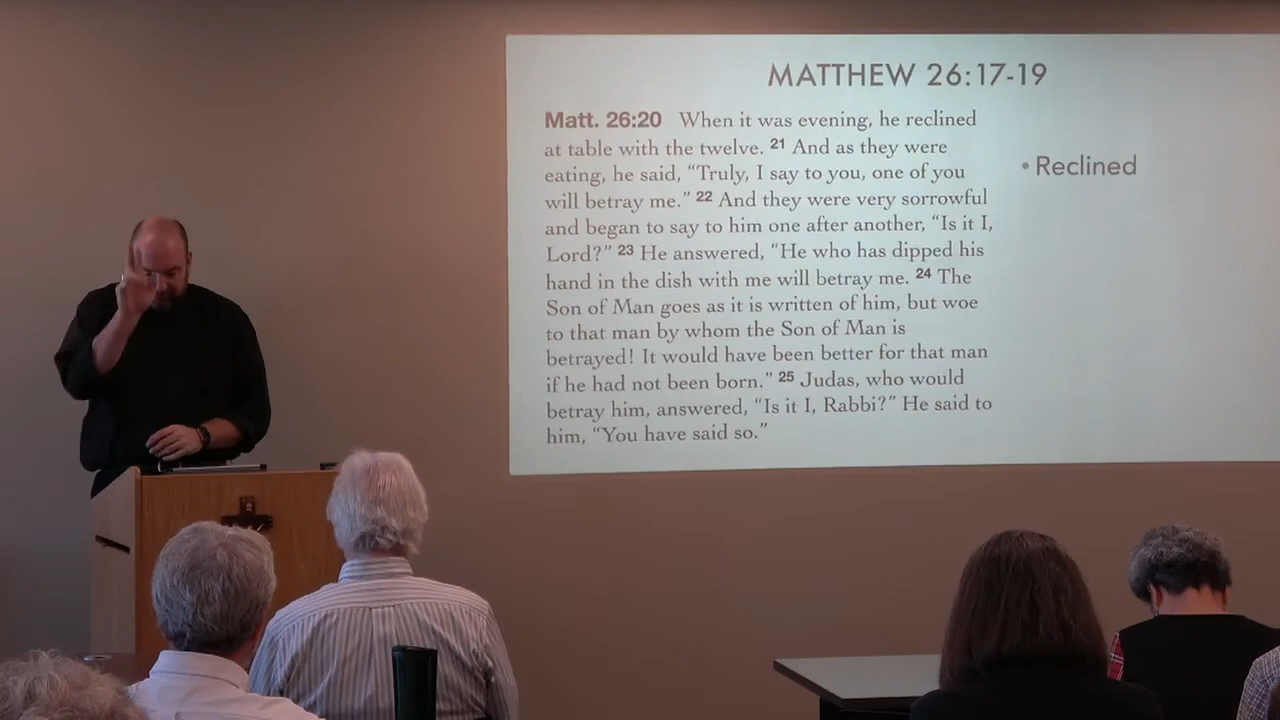 MATTHEW 26:17-19
Matt. 26:20 When it was evening, he reclined
at table with the twelve. 21 And as they were
eating, he said, “Truly, I say to you, one of you
will betray me.” 22 And they were very sorrowful
and began to say to him one after another, “Is it I,
Lord?” 23 He answered, “He who has dipped his
hand in the dish with me will betray me. 24 The
Son of Man goes as it is written of him, but woe
to that man by whom the Son of Man is
betrayed! It would have been better for that man
if he had not been born.” 25 Judas, who would
betray him, answered, “Is it I, Rabbi?” He said to
him, “You have said so.”
• Reclined